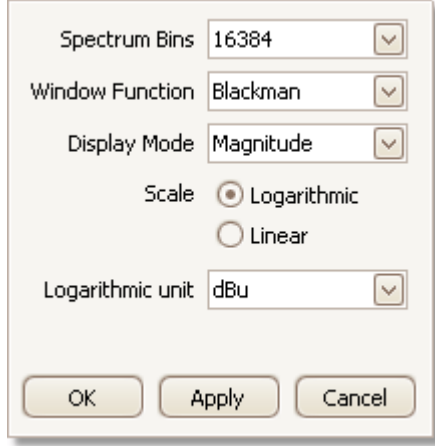 Spectrum Bins 16384
Window Function Blackman
Display Mode Magnitude
Scale Logarithmic
Linear
Logarithmic unit dBu
OK Apply Cancel